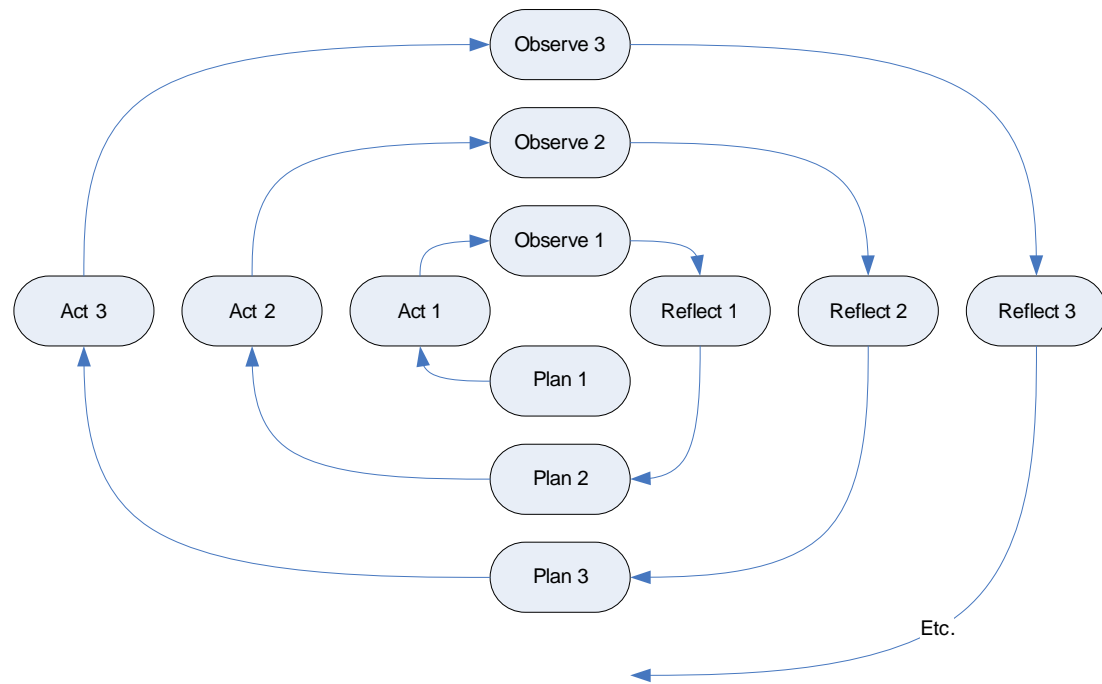 Observe 3
Observe 2
Observe 1
Act 3
Act 2
Act 1
Reflect 1
Reflect 2
Reflect 3
Plan 1
Plan 2
Plan 3
Etc.